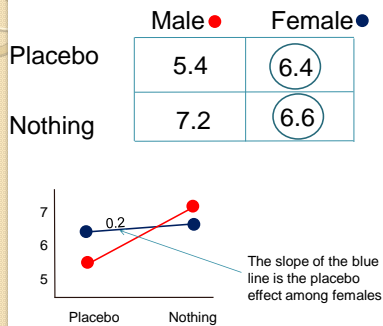 Male Female
Placebo 5.4 6.4
Nothing 7.2 6.6
7
6
5
0.2
Placebo Nothing
The slope of the blue
line is the placebo
effect among females